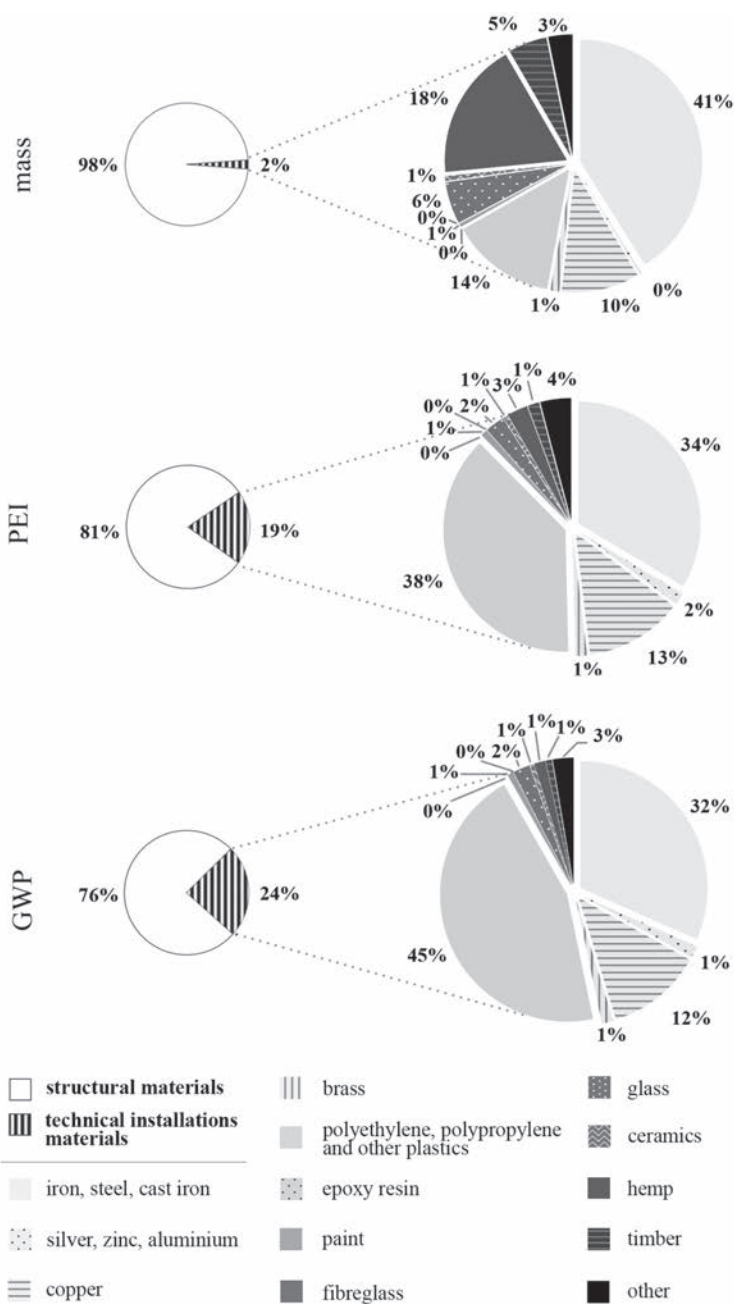 5% 3%
18%
41%
mass
98%
2%
1%
6%
0%
1%
0%
14%
1%
10%
0%
1%
1%
3%
4%
0%
2%
1%
0%
34%
PEI
81%
19%
38%
2%
13%
1%
1%
1%
1%
3%
0%
2%
1%
0%
32%
GWP
76%
24%
45%
1%
12%
1%
structural materials
technical installations
materials
iron, steel, cast iron
silver, zinc, aluminium
copper
brass
polyethylene, polypropylene
and other plastics
epoxy resin
paint
fibreglass
glass
ceramics
hemp
timber
other